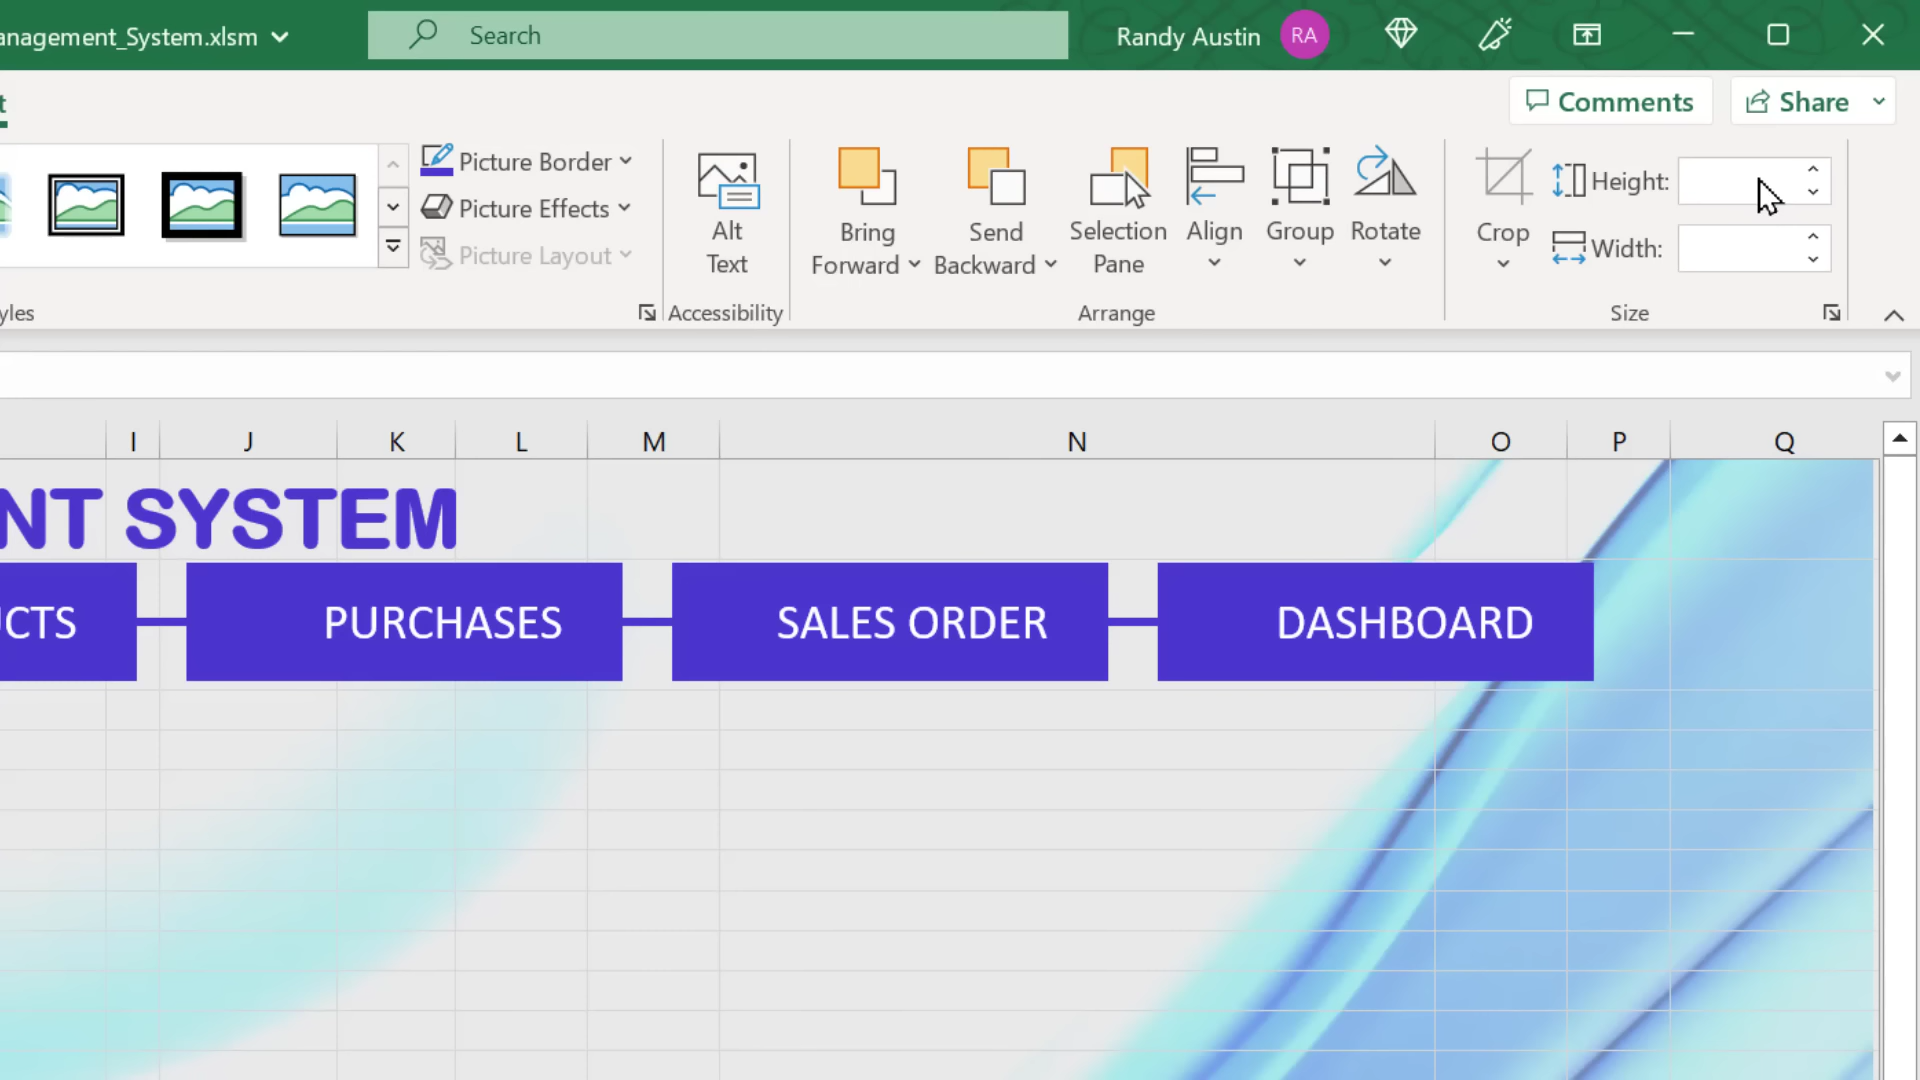 anagement_System.xlsm
Search
Randy Austin
RA
t
Comments
Share
Picture Border
Picture Effects
Picture Layout
Alt
Text
Bring
Forward
Send
Backward
Selection
Pane
Align
Group
Rotate
Crop
Height:
Width:
yles
Accessibility
Arrange
Size
I J K L M N O P Q
NT SYSTEM
UCTS
PURCHASES
SALES ORDER
DASHBOARD